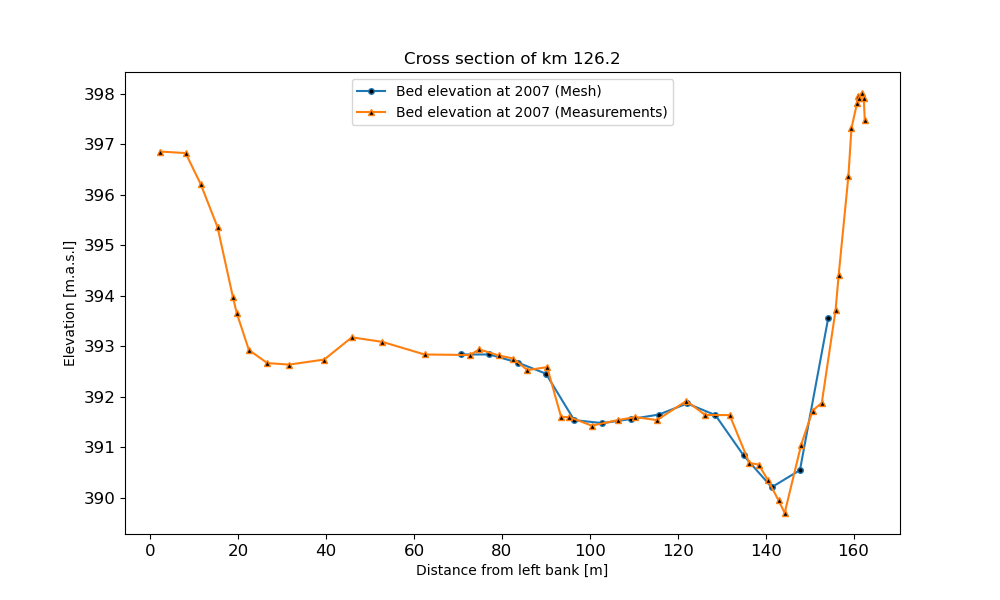 Cross section of km 126.2
Bed elevation at 2007 (Mesh)
Bed elevation at 2007 (Measurements)
398
397
396
395
394
393
392
391
390
Elevation [m.a.s.l]
0 20 40 60 80 100 120 140 160
Distance from left bank [m]